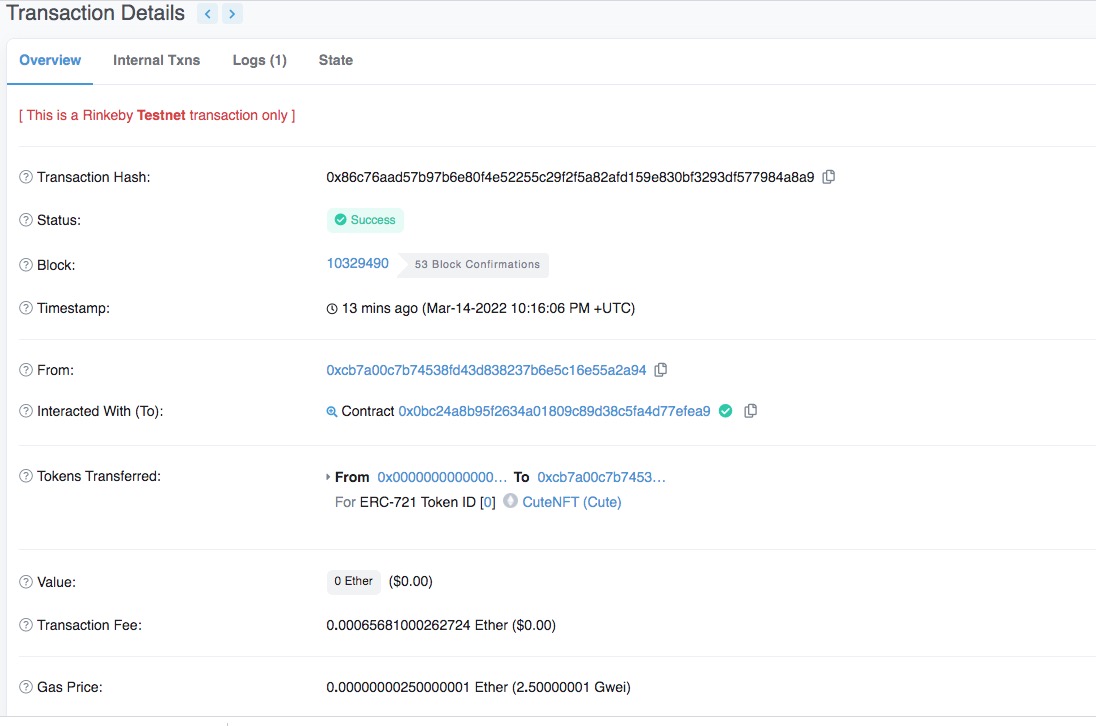 Transaction Details
Overview Internal Txns Logs (1) State
[ This is a Rinkeby Testnet transaction only ]
Transaction Hash: 0x86c76aad57b97b6e80f4e52255c29f2f5a82afd159e830bf3293df577984a8a9
Status: Success
Block: 10329490 53 Block Confirmations
Timestamp: 13 mins ago (Mar-14-2022 10:16:06 PM +UTC)
From: 0xcb7a00c7b74538fd43d838237b6e5c16e55a2a94
Interacted With (To): Contract 0x0bc24a8b95f2634a01809c89d38c5fa4d77efea9
Tokens Transferred: From 0x0000000000000... To 0xcb7a00c7b7453...
For ERC-721 Token ID [0] CuteNFT (Cute)
Value: 0 Ether ($0.00)
Transaction Fee: 0.00065681000262724 Ether ($0.00)
Gas Price: 0.00000000250000001 Ether (2.50000001 Gwei)